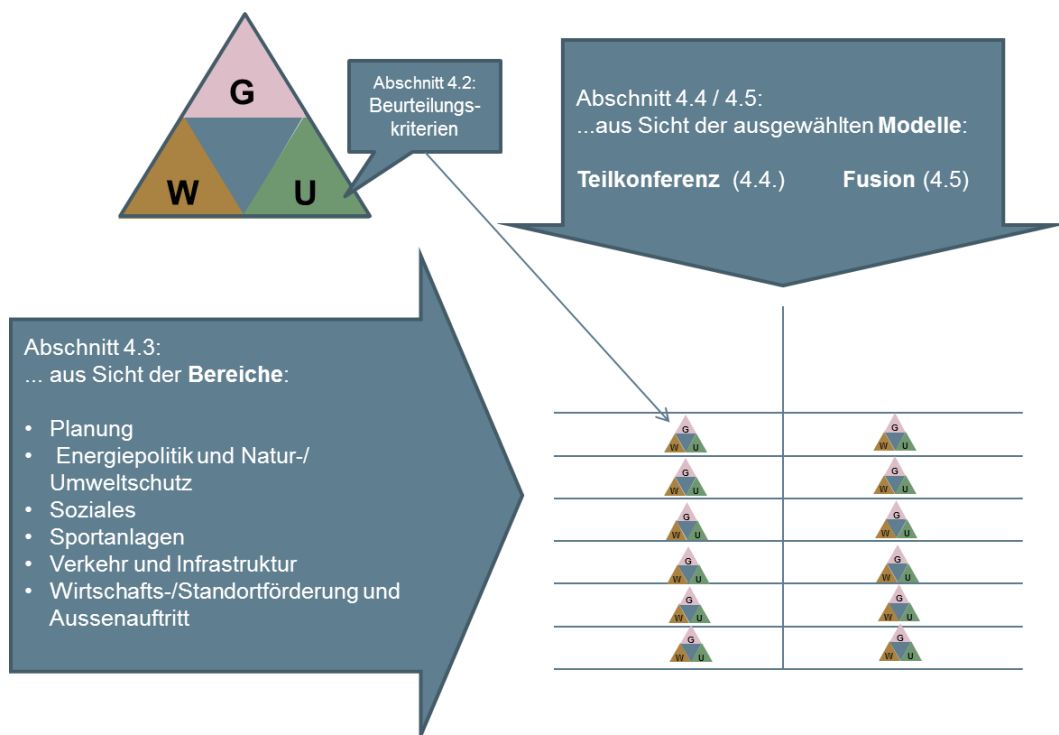 G
W U
Abschnitt 4.2:
Beurteilungs-
kriterien
Abschnitt 4.4 / 4.5:
...aus Sicht der ausgewählten Modelle:
Teilkonferenz (4.4.) Fusion (4.5)
Abschnitt 4.3:
... aus Sicht der Bereiche:
• Planung
• Energiepolitik und Natur-/
Umweltschutz
• Soziales
• Sportanlagen
• Verkehr und Infrastruktur
• Wirtschafts-/Standortförderung und
Aussenauftritt
G G
W U W U
G G
W U W U
G G
W U W U
G G
W U W U
G G
W U W U
G G
W U W U